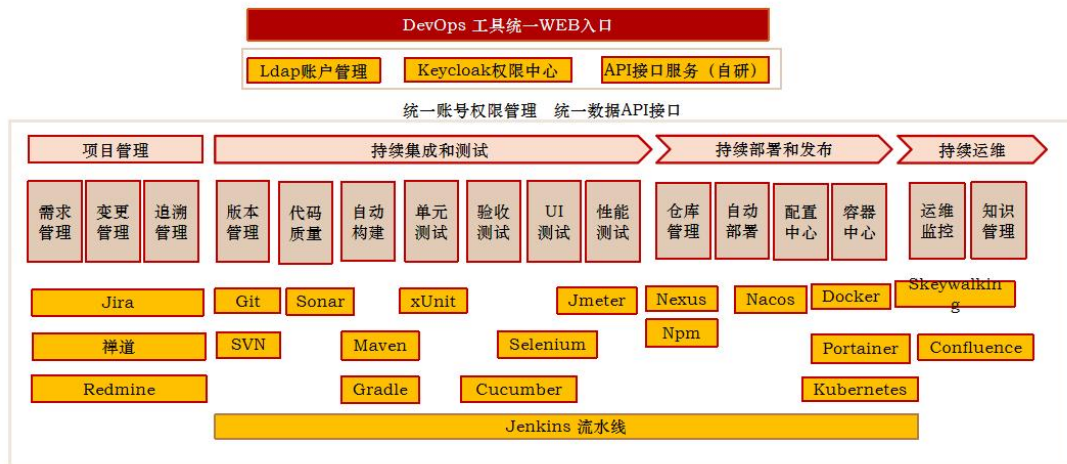 DevOps 工具统一WEB入口
Ldap账户管理
Keycloak权限中心
API接口服务（自研）
统一账号权限管理 统一数据API接口
项目管理
持续集成和测试
持续部署和发布
持续运维
需求
管理
变更
管理
追溯
管理
版本
管理
代码
质量
自动
构建
单元
测试
验收
测试
UI
测试
性能
测试
仓库
管理
自动
部署
配置
中心
容器
中心
运维
监控
知识
管理
Jira
Git
Sonar
xUnit
Jmeter
Nexus
Nacos
Docker
Skeywalkin
g
Npm
禅道
SVN
Maven
Selenium
Portainer
Confluence
Redmine
Gradle
Cucumber
Kubernetes
Jenkins 流水线